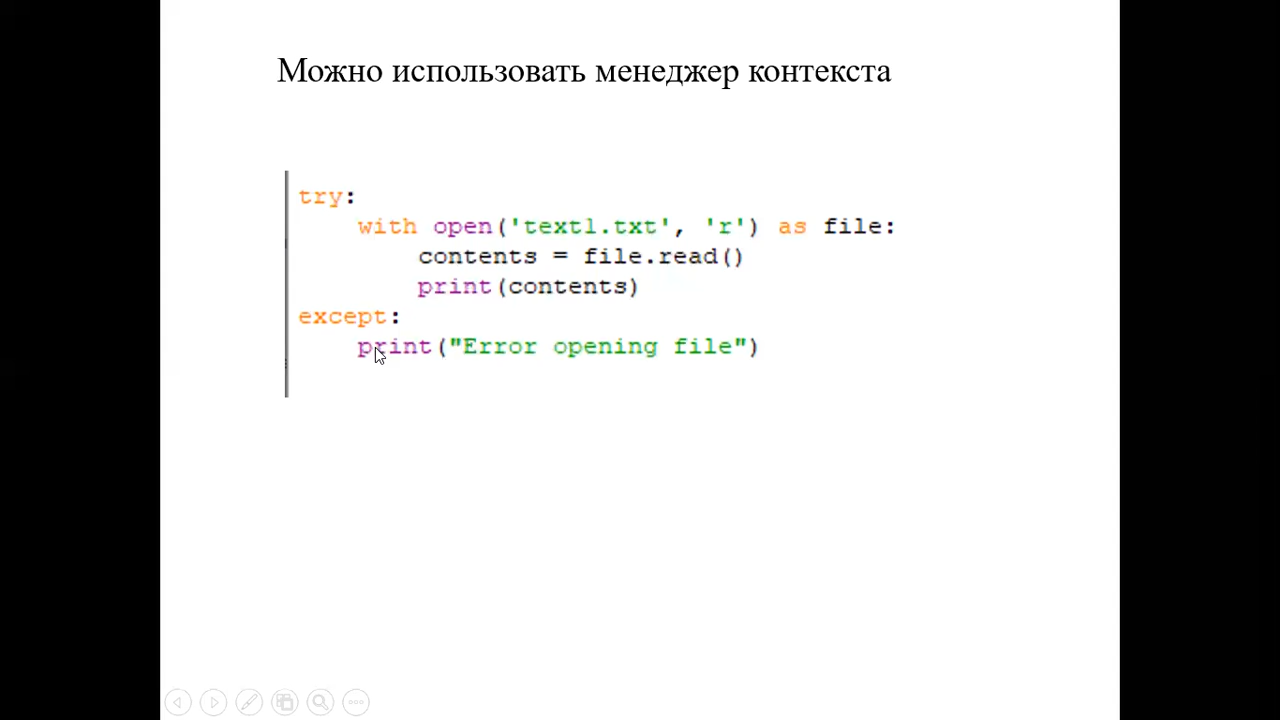 Можно использовать менеджер контекста
try:
    with open('text1.txt', 'r') as file:
        contents = file.read()
        print(contents)
except:
    print("Error opening file")